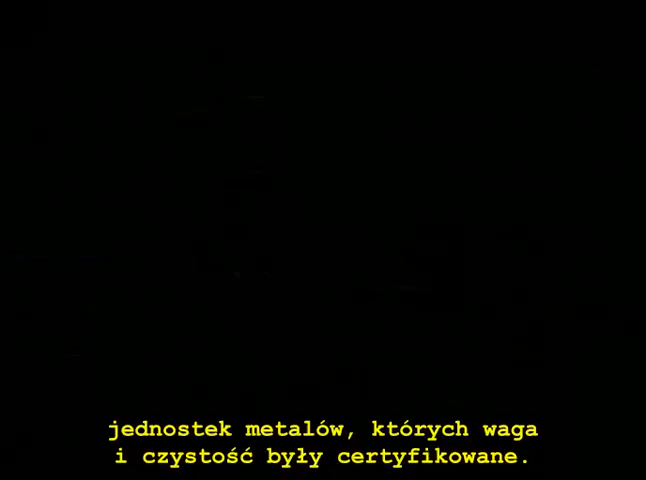 jednostek metalów, których waga
i czystość były certyfikowane.